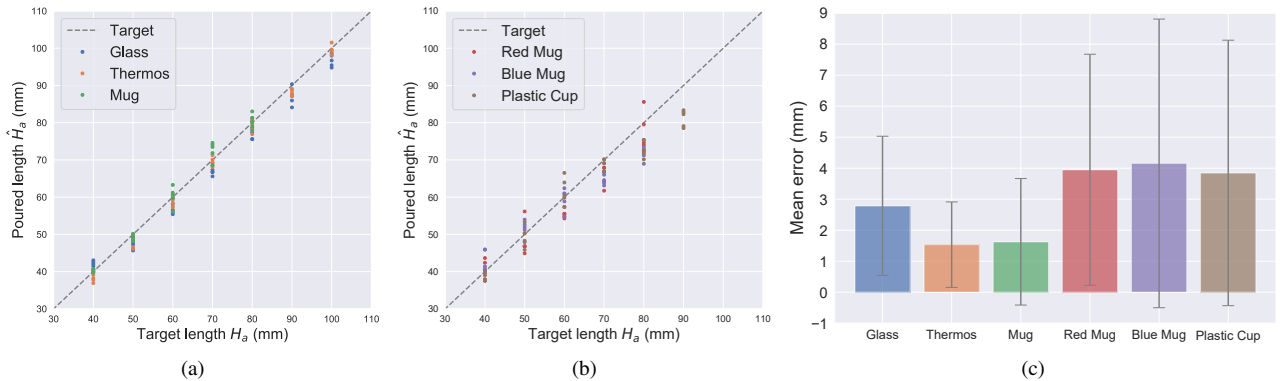 110
100
90
80
70
60
50
40
30
Poured length Ĥₐ (mm)
Target
Glass
Thermos
Mug
30 40 50 60 70 80 90 100 110
Target length Hₐ (mm)
(a)
110
100
90
80
70
60
50
40
30
Poured length Ĥₐ (mm)
Target
Red Mug
Blue Mug
Plastic Cup
30 40 50 60 70 80 90 100 110
Target length Hₐ (mm)
(b)
9
8
7
6
5
4
3
2
1
0
−1
Mean error (mm)
Glass Thermos Mug Red Mug Blue Mug Plastic Cup
(c)